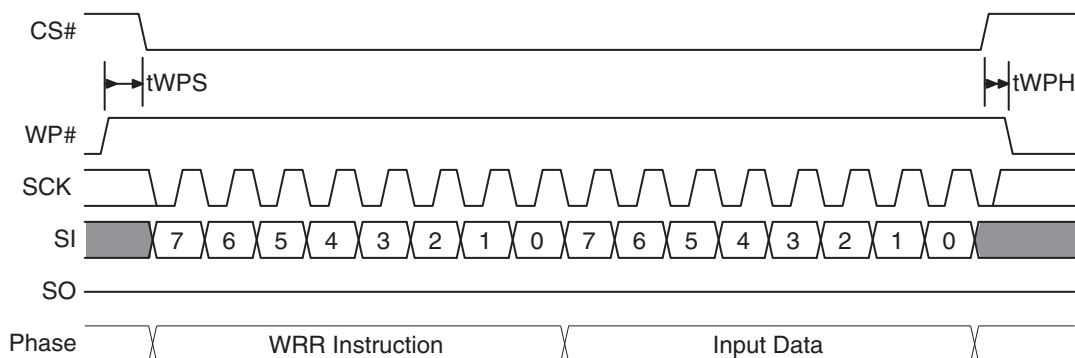 CS#
tWPS tWPH
WP#
SCK
SI 7 6 5 4 3 2 1 0 7 6 5 4 3 2 1 0
SO
Phase WRR Instruction Input Data